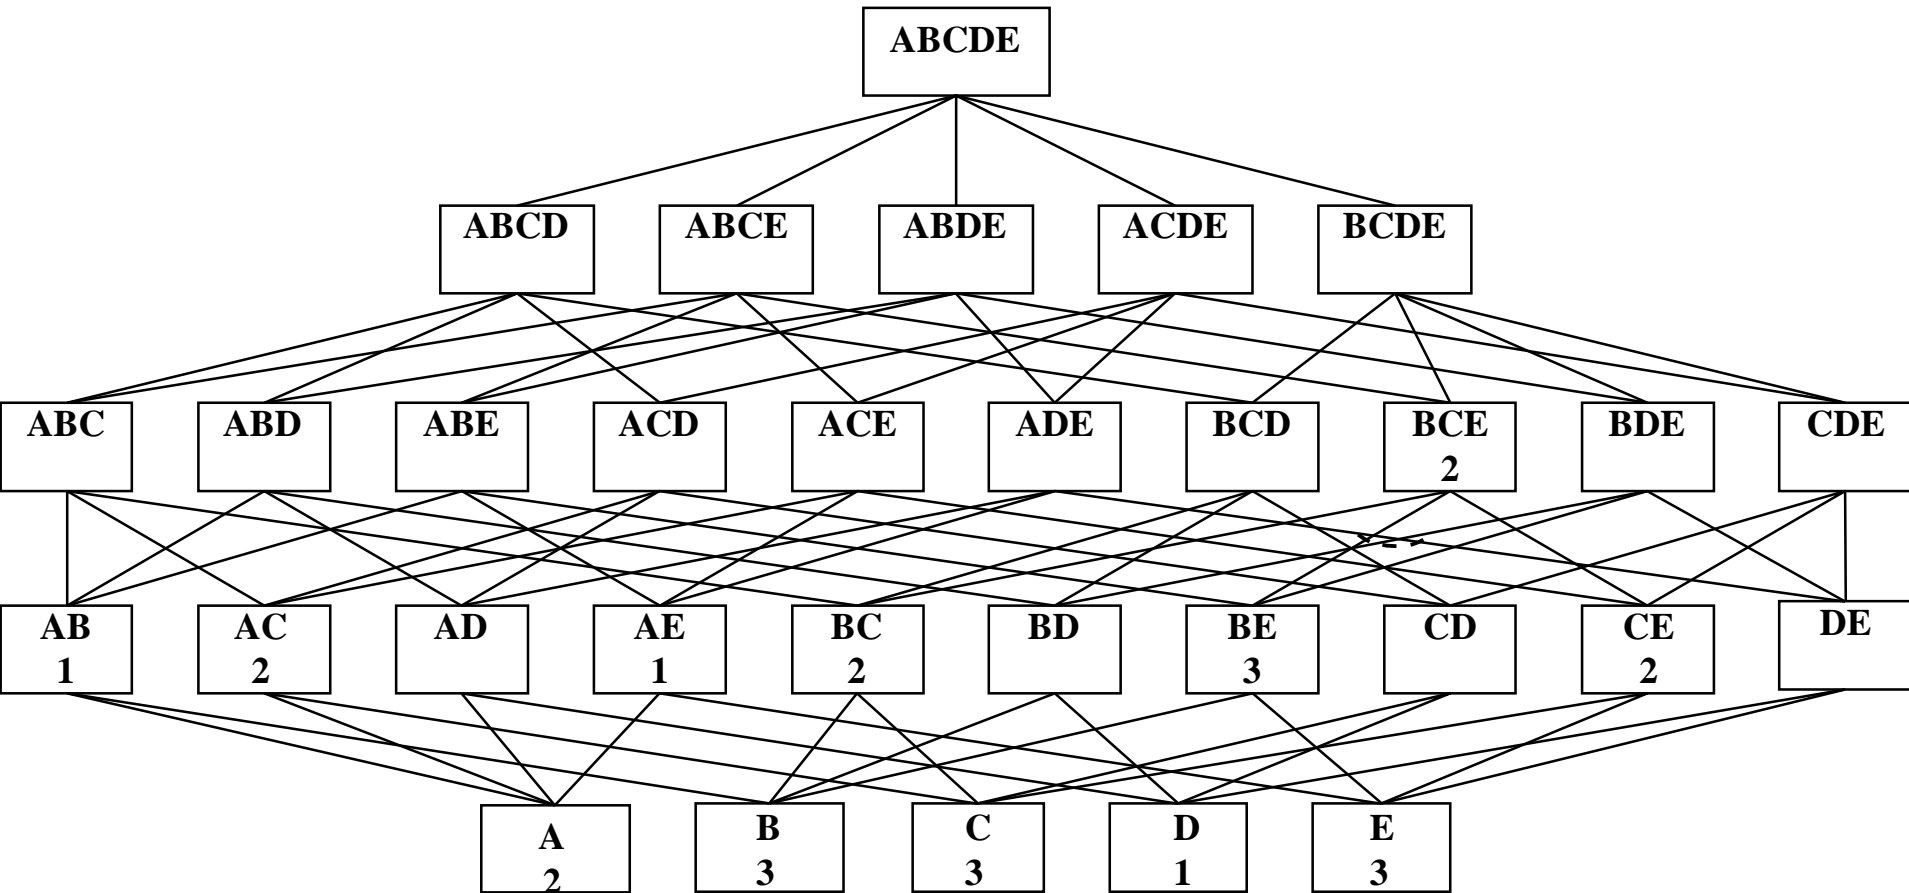 ABCDE
ABCD ABCE ABDE ACDE BCDE
ABC ABD ABE ACD ACE ADE BCD BCE BDE CDE
2
AB AC AD AE BC BD BE CD CE DE
1 2 1 2 3 2
A B C D E
2 3 3 1 3